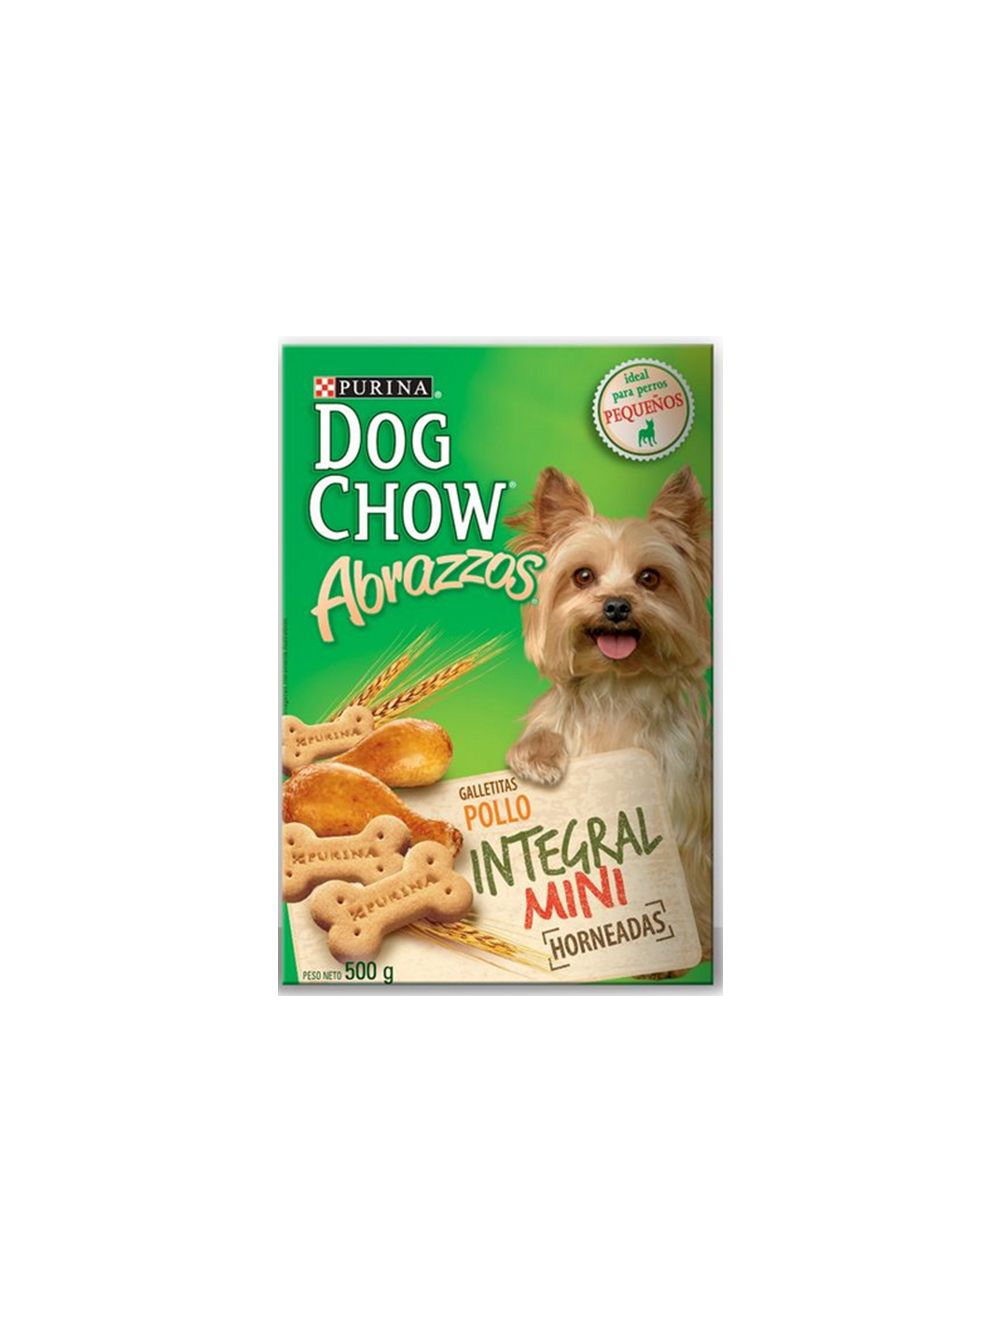 PURINA®
DOG
CHOW®
Abrazzos®
ideal
para perros
PEQUEÑOS
PURINA
GALLETITAS
POLLO
INTEGRAL
MINI
HORNEADAS
PURINA
PURINA
PESO NETO 500 g